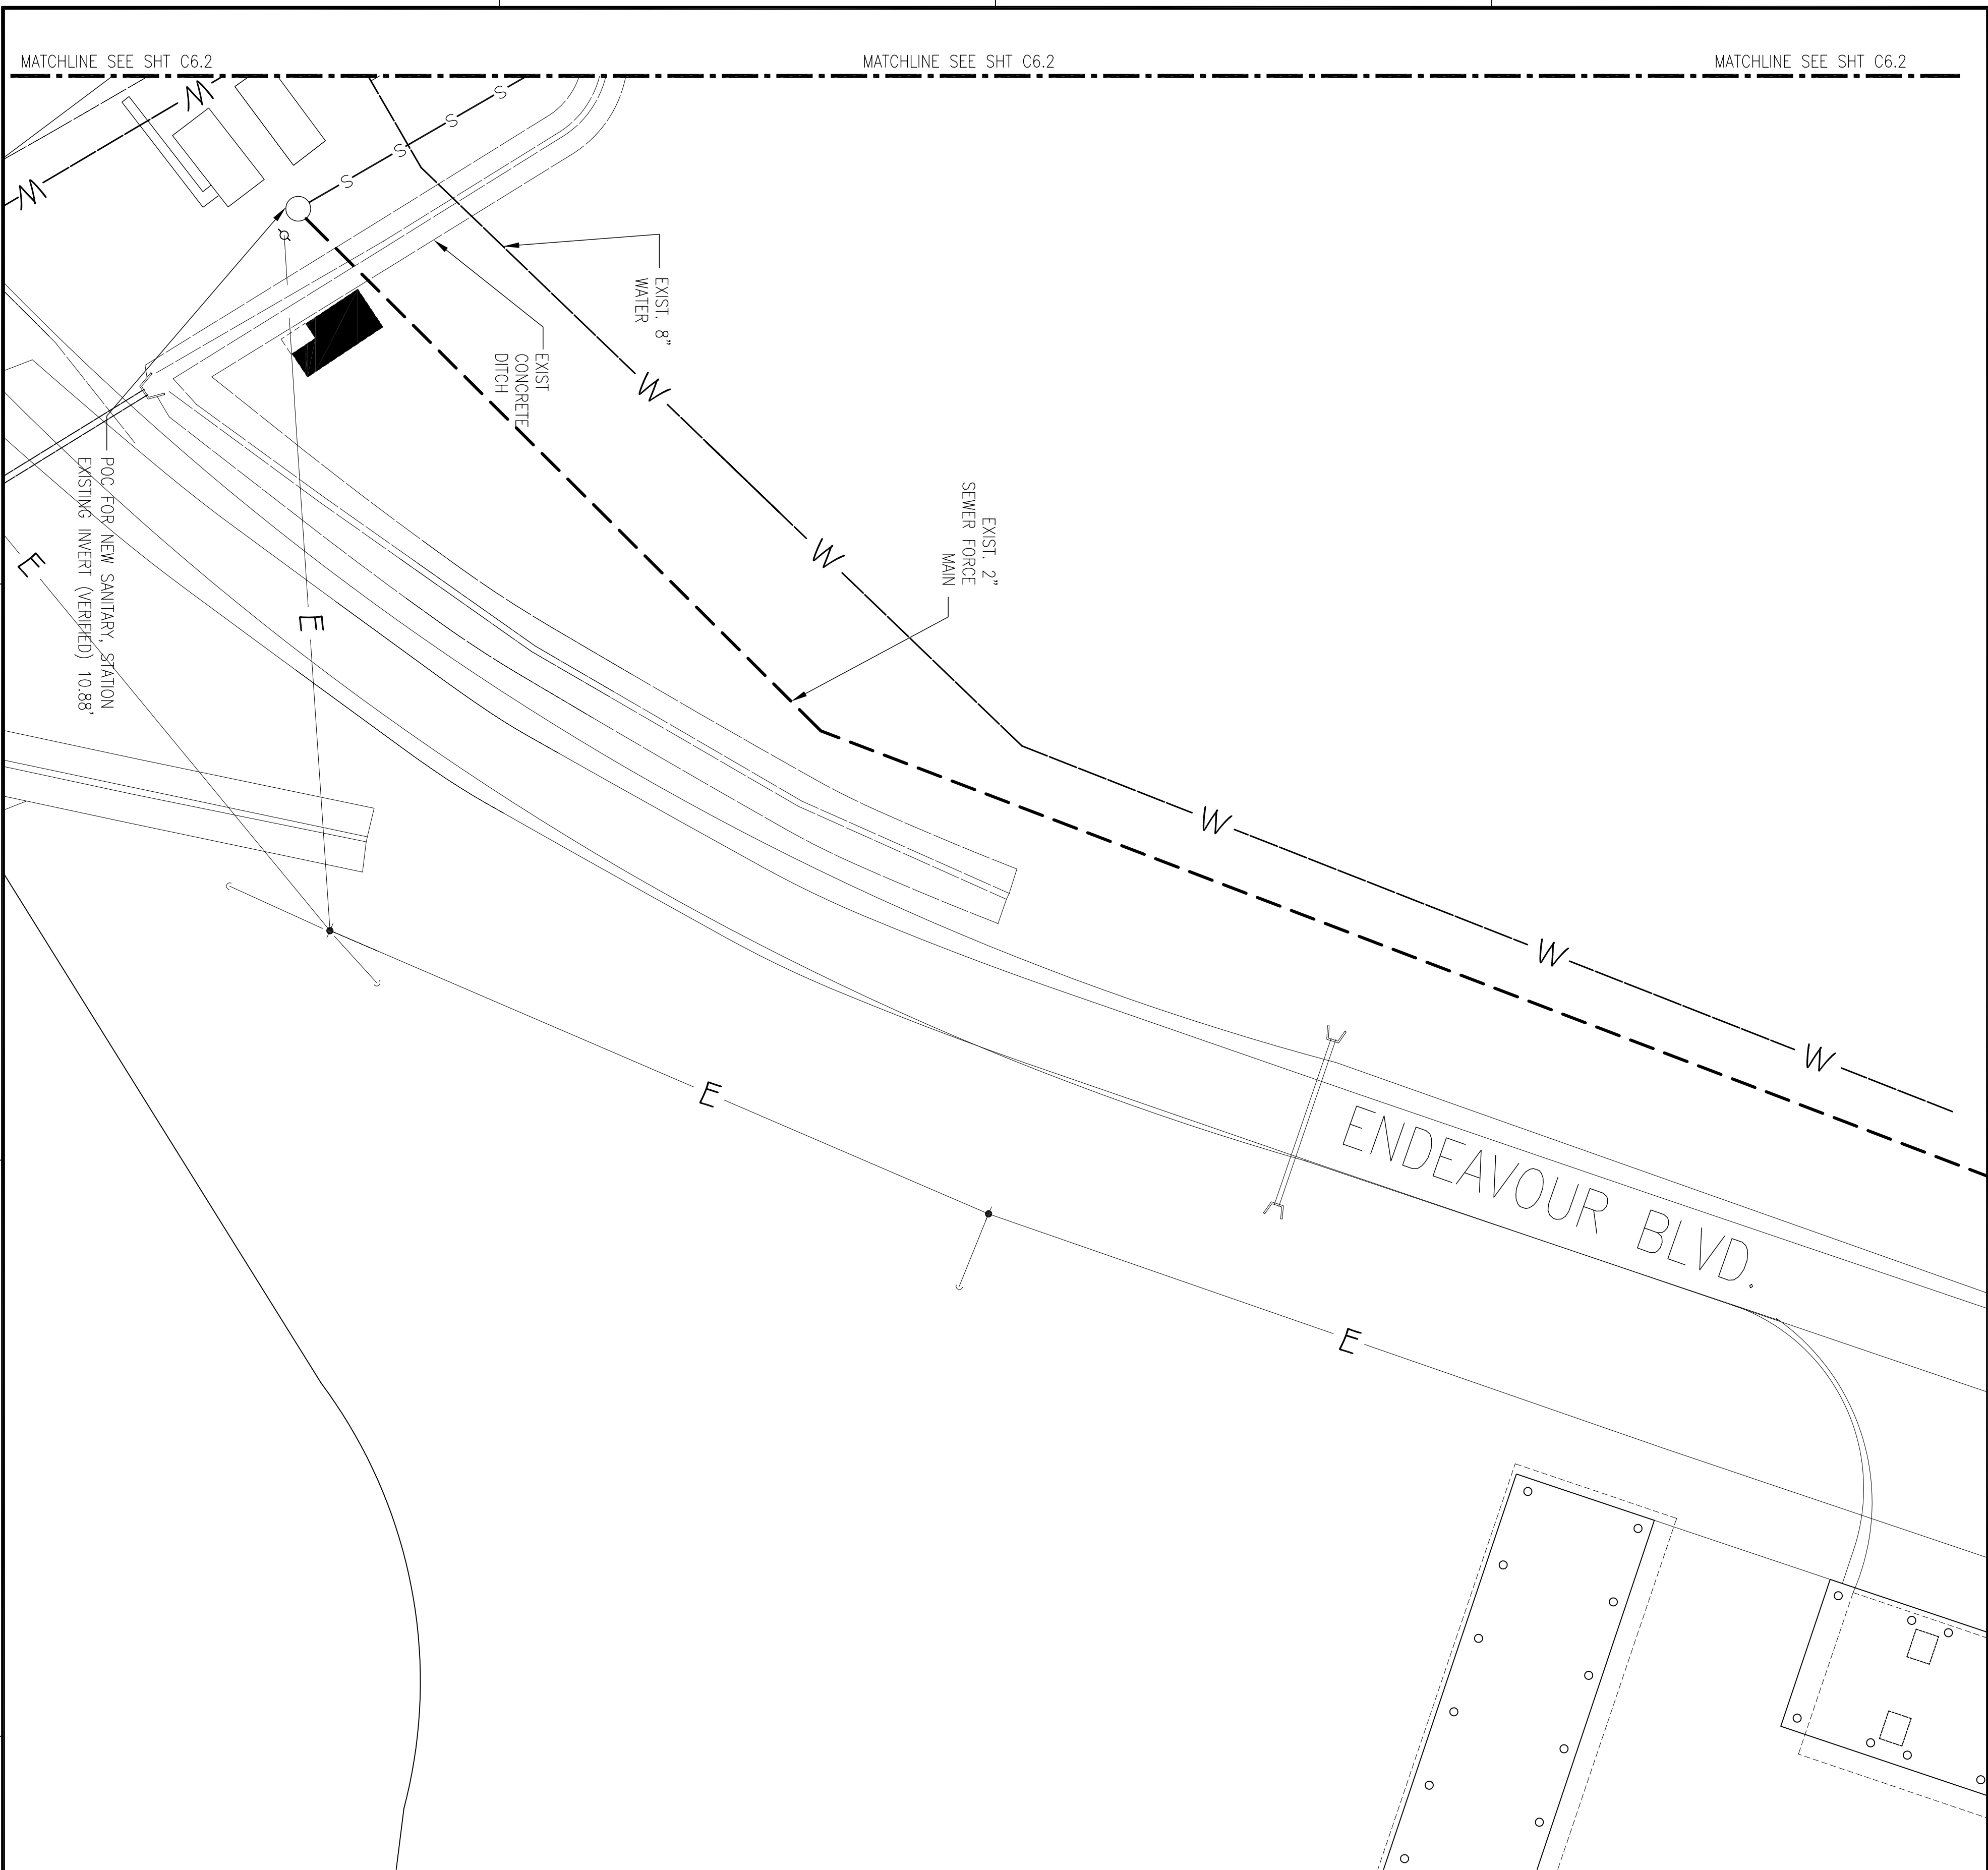 MATCHLINE SEE SHT C6.2
MATCHLINE SEE SHT C6.2
MATCHLINE SEE SHT C6.2
W
W
S
S
S
S
EXIST. 8"
WATER
EXIST
CONCRETE
DITCH
W
W
EXIST. 2"
SEWER FORCE
MAIN
POC FOR NEW SANITARY, STATION
EXISTING INVERT (VERIFIED) 10.88'
E
E
W
W
W
E
ENDEAVOUR BLVD.
E